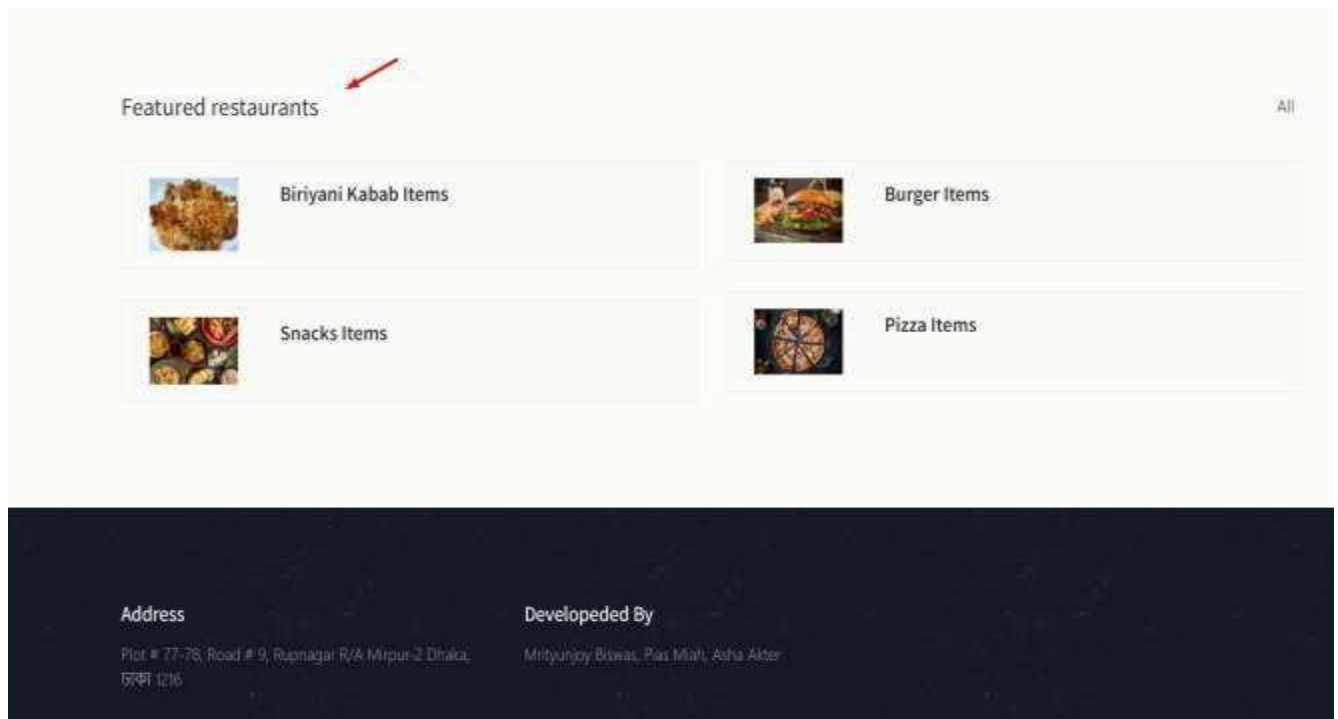 Featured restaurants
All
Biriyani Kabab Items
Burger Items
Snacks Items
Pizza Items
Address
Developeded By
Plot # 77-78, Road # 9, Rupnagar R/A Mirpur-2 Dhaka,
ঢাকা 1216
Mrityunjoy Biswas, Pias Miah, Asha Akter